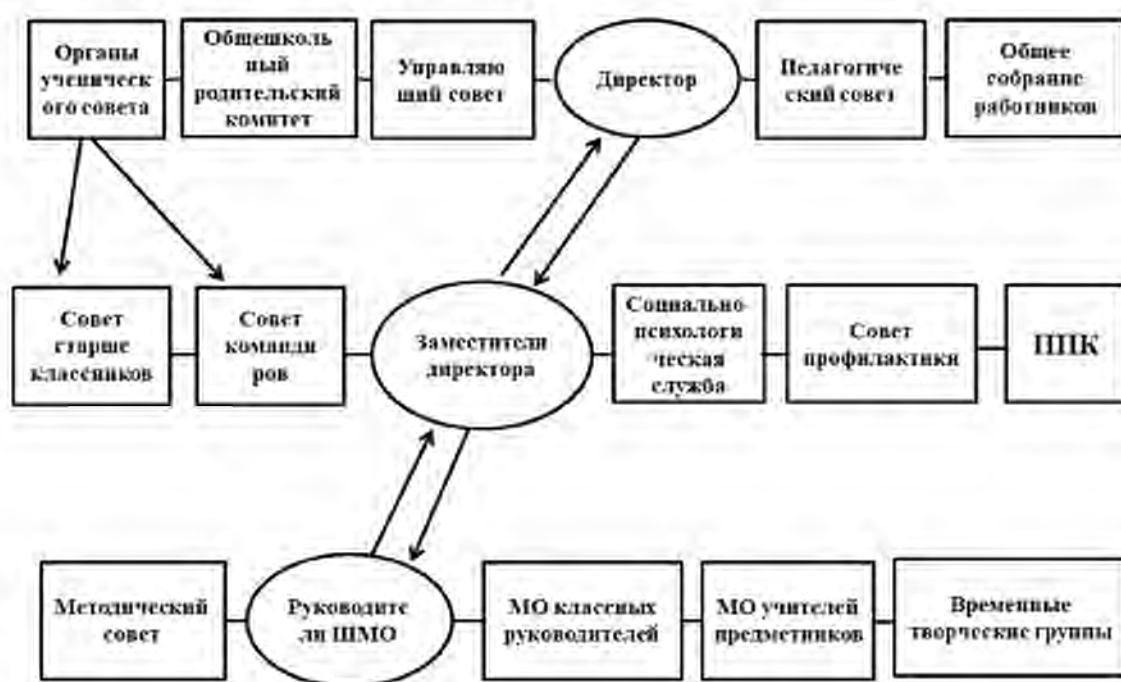 Органы
ученическ
ого совета
Общешколь
ный
родительский
комитет
Управляю
щий совет
Директор
Педагогиче
ский совет
Общее
собрание
работников
Совет
старше
классников
Совет
команди
ров
Заместители
директора
Социально-
психологи
ческая
служба
Совет
профилактики
ППК
Методический
совет
Руководите
ли ШМО
МО классных
руководителей
МО учителей
предметников
Временные
творческие группы